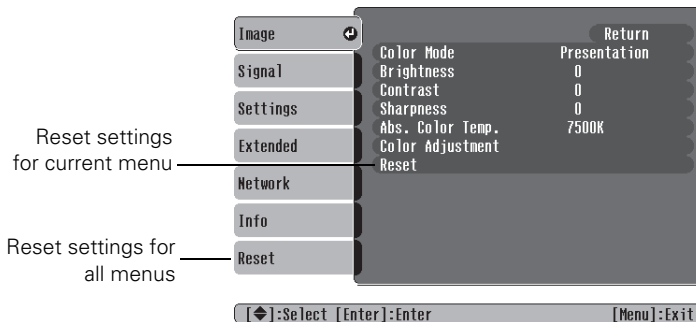 Image
Signal
Settings
Extended
Network
Info
Reset
Return
Color Mode Presentation
Brightness 0
Contrast 0
Sharpness 0
Abs. Color Temp. 7500K
Color Adjustment
Reset
Reset settings
for current menu
Reset settings for
all menus
[◆]:Select [Enter]:Enter [Menu]:Exit